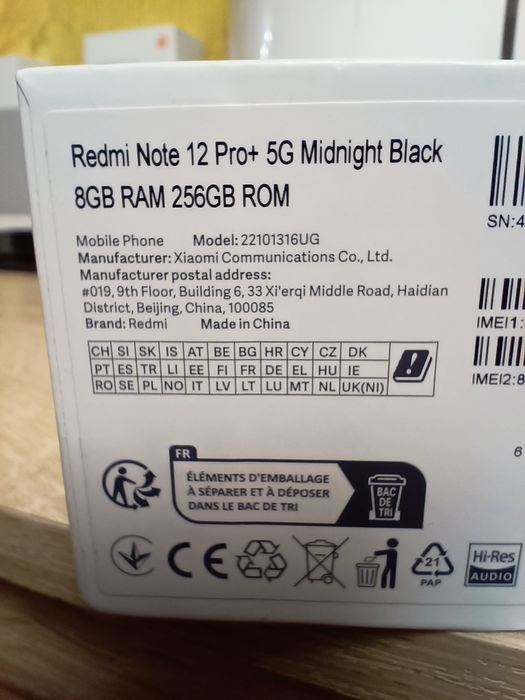 Redmi Note 12 Pro+ 5G Midnight Black
8GB RAM 256GB ROM
Mobile Phone Model: 22101316UG
Manufacturer: Xiaomi Communications Co., Ltd.
Manufacturer postal address:
#019, 9th Floor, Building 6, 33 Xi'erqi Middle Road, Haidian
District, Beijing, China, 100085
Brand: Redmi Made in China
CH SI SK IS AT BE BG HR CY CZ DK
PT ES TR LI EE FI FR DE EL HU IE
RO SE PL NO IT LV LT LU MT NL UK(NI)
SN:4
IMEI1:
IMEI2:8
6
FR
ÉLÉMENTS D'EMBALLAGE
À SÉPARER ET À DÉPOSER
DANS LE BAC DE TRI
BAC
DE
TRI
CE
21
PAP
Hi-Res
AUDIO